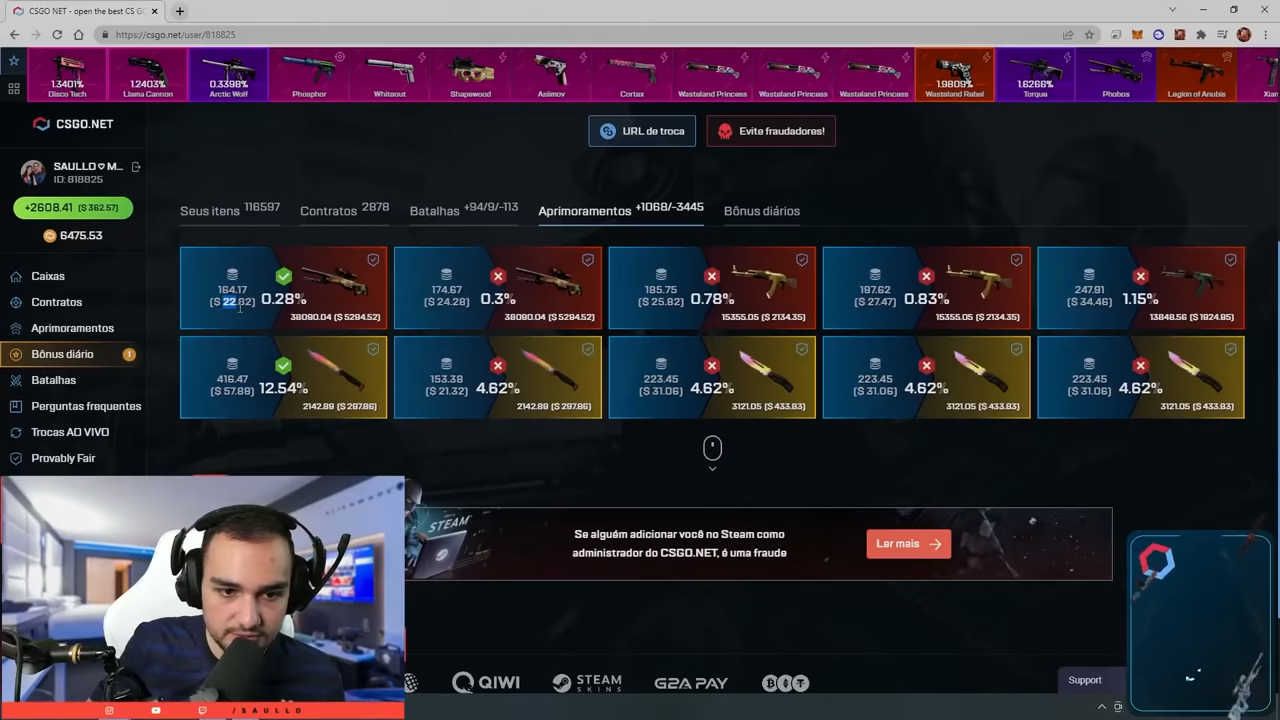 CSGO NET - open the best CS GO
https://csgo.net/user/818825
1.3401%
Disco Tech
1.2403%
Llama Cannon
0.3398%
Arctic Wolf
Phosphor
Whiteout
Shapewood
Asiimov
Cortex
Wasteland Princess
Wasteland Princess
Wasteland Princess
1.9809%
Wasteland Rebel
1.6266%
Torque
Phobos
Legion of Anubis
CSGO.NET
URL de troca
Evite fraudadores!
SAULLO ♡ M...
ID: 818825
+2608.41 ($ 362.57)
6475.53
Seus itens 116597
Contratos 2878
Batalhas +94/9/-113
Aprimoramentos +1068/-3445
Bônus diários
164.17
($ 22.82)
0.28%
38090.04 ($ 5294.52)
174.67
($ 24.28)
0.3%
38090.04 ($ 5294.52)
185.75
($ 25.82)
0.78%
15355.05 ($ 2134.35)
197.62
($ 27.47)
0.83%
15355.05 ($ 2134.35)
247.91
($ 34.46)
1.15%
13848.56 ($ 1924.95)
416.47
($ 57.89)
12.54%
2142.89 ($ 297.86)
153.38
($ 21.32)
4.62%
2142.89 ($ 297.86)
223.45
($ 31.06)
4.62%
3121.05 ($ 433.83)
223.45
($ 31.06)
4.62%
3121.05 ($ 433.83)
223.45
($ 31.06)
4.62%
3121.05 ($ 433.83)
Caixas
Contratos
Aprimoramentos
Bônus diário 1
Batalhas
Perguntas frequentes
Trocas AO VIVO
Provably Fair
STEAM
Se alguém adicionar você no Steam como
administrador do CSGO.NET, é uma fraude
Ler mais
QIWI
STEAM
SKINS
G2A PAY
Support
/SAULLO